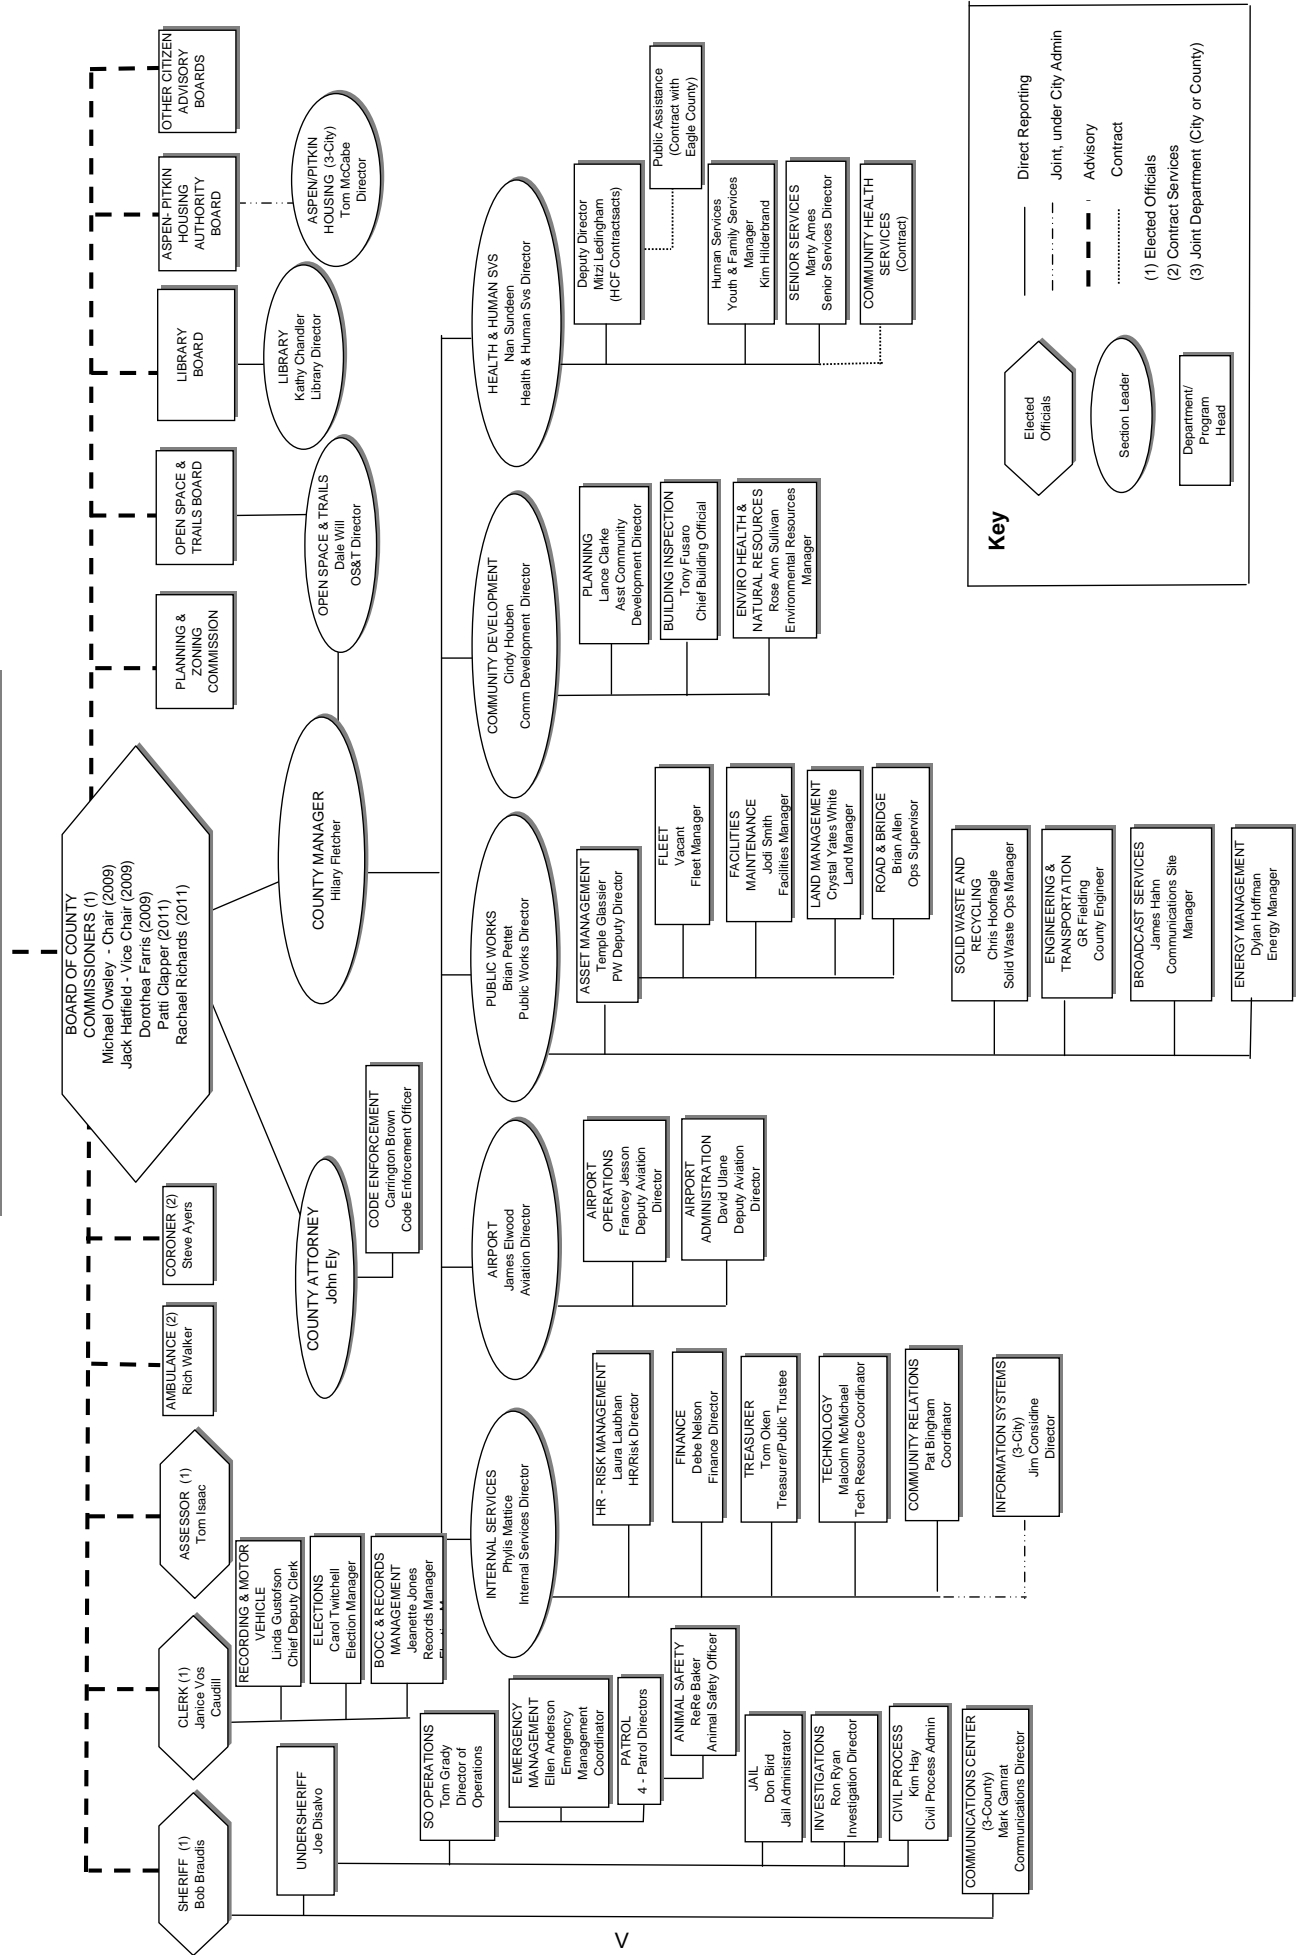 BOARD OF COUNTY
COMMISSIONERS (1)
Michael Owsley - Chair (2009)
Jack Hatfield - Vice Chair (2009)
Dorothea Farris (2009)
Patti Clapper (2011)
Rachael Richards (2011)
SHERIFF (1)
Bob Braudis
CLERK (1)
Janice Vos
Caudill
ASSESSOR (1)
Tom Isaac
AMBULANCE (2)
Rich Walker
CORONER (2)
Steve Ayers
PLANNING &
ZONING
COMMISSION
OPEN SPACE &
TRAILS BOARD
LIBRARY
BOARD
ASPEN- PITKIN
HOUSING
AUTHORITY
BOARD
OTHER CITIZEN
ADVISORY
BOARDS
UNDERSHERIFF
Joe Disalvo
RECORDING & MOTOR
VEHICLE
Linda Gustofson
Chief Deputy Clerk
ELECTIONS
Carol Twitchell
Election Manager
BOCC & RECORDS
MANAGEMENT
Jeanette Jones
Records Manager
COUNTY ATTORNEY
John Ely
CODE ENFORCEMENT
Carrington Brown
Code Enforcement Officer
COUNTY MANAGER
Hilary Fletcher
OPEN SPACE & TRAILS
Dale Will
OS&T Director
LIBRARY
Kathy Chandler
Library Director
ASPEN/PITKIN
HOUSING (3-City)
Tom McCabe
Director
SO OPERATIONS
Tom Grady
Director of
Operations
EMERGENCY
MANAGEMENT
Ellen Anderson
Emergency
Management
Coordinator
PATROL
4 - Patrol Directors
ANIMAL SAFETY
ReRe Baker
Animal Safety Officer
JAIL
Don Bird
Jail Administrator
INVESTIGATIONS
Ron Ryan
Investigation Director
CIVIL PROCESS
Kim Hay
Civil Process Admin
COMMUNICATIONS CENTER
(3-County)
Mark Gamrat
Communications Director
INTERNAL SERVICES
Phylis Mattice
Internal Services Director
HR - RISK MANAGEMENT
Laura Laubhan
HR/Risk Director
FINANCE
Debe Nelson
Finance Director
TREASURER
Tom Oken
Treasurer/Public Trustee
TECHNOLOGY
Malcolm McMichael
Tech Resource Coordinator
COMMUNITY RELATIONS
Pat Bingham
Coordinator
INFORMATION SYSTEMS
(3-City)
Jim Considine
Director
AIRPORT
James Elwood
Aviation Director
AIRPORT
OPERATIONS
Francey Jesson
Deputy Aviation
Director
AIRPORT
ADMINISTRATION
David Ulane
Deputy Aviation
Director
PUBLIC WORKS
Brian Pettet
Public Works Director
ASSET MANAGEMENT
Temple Glassier
PW Deputy Director
FLEET
Vacant
Fleet Manager
FACILITIES
MAINTENANCE
Jodi Smith
Facilities Manager
LAND MANAGEMENT
Crystal Yates White
Land Manager
ROAD & BRIDGE
Brian Allen
Ops Supervisor
SOLID WASTE AND
RECYCLING
Chris Hoofnagle
Solid Waste Ops Manager
ENGINEERING &
TRANSPORTATION
GR Fielding
County Engineer
BROADCAST SERVICES
James Hahn
Communications Site
Manager
ENERGY MANAGEMENT
Dylan Hoffman
Energy Manager
COMMUNITY DEVELOPMENT
Cindy Houben
Comm Development Director
PLANNING
Lance Clarke
Asst Community
Development Director
BUILDING INSPECTION
Tony Fusaro
Chief Building Official
ENVIRO HEALTH &
NATURAL RESOURCES
Rose Ann Sullivan
Environmental Resources
Manager
HEALTH & HUMAN SVS
Nan Sundeen
Health & Human Svs Director
Deputy Director
Mitzi Ledingham
(HCF Contractsacts)
Public Assistance
(Contract with
Eagle County)
Human Services
Youth & Family Services
Manager
Kim Hilderbrand
SENIOR SERVICES
Marty Ames
Senior Services Director
COMMUNITY HEALTH
SERVICES
(Contract)
Key
Elected
Officials
Section Leader
Department/
Program
Head
Direct Reporting
Joint, under City Admin
Advisory
Contract
(1) Elected Officials
(2) Contract Services
(3) Joint Department (City or County)
V